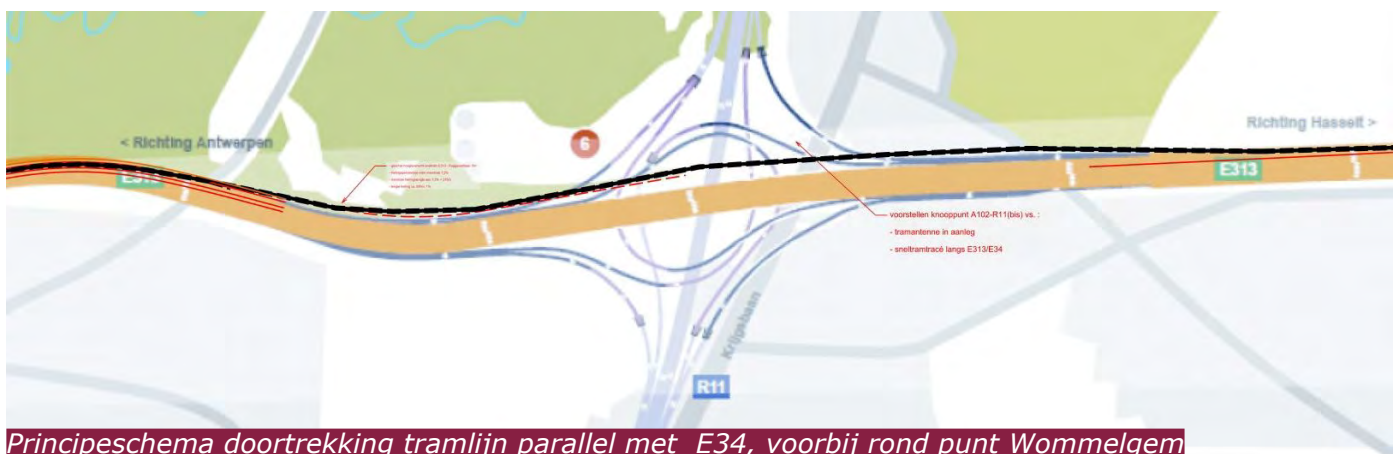 < Richting Antwerpen
Richting Hasselt >
6
E313
voorstellen knooppunt A102-R11(bis) vs. :
- tramantenne in aanleg
- sneltramtracé langs E313/E34
Krijgsbaan
R11
Principeschema doortrekking tramlijn parallel met E34, voorbij rond punt Wommelgem